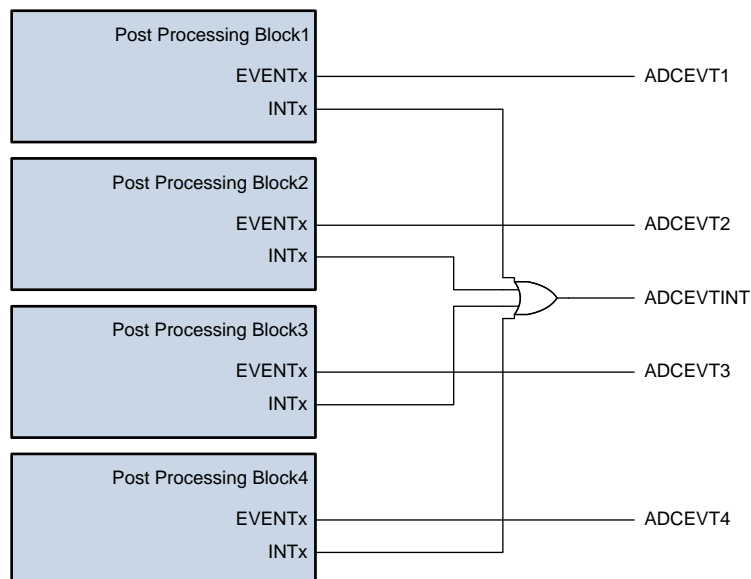 Post Processing Block1
EVENTx
ADCEVT1
INTx
Post Processing Block2
EVENTx
ADCEVT2
INTx
ADCEVTINT
Post Processing Block3
EVENTx
ADCEVT3
INTx
Post Processing Block4
EVENTx
ADCEVT4
INTx